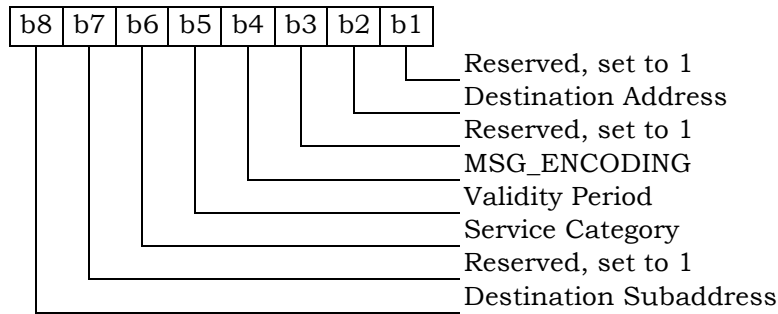 b8 b7 b6 b5 b4 b3 b2 b1
Reserved, set to 1
Destination Address
Reserved, set to 1
MSG_ENCODING
Validity Period
Service Category
Reserved, set to 1
Destination Subaddress